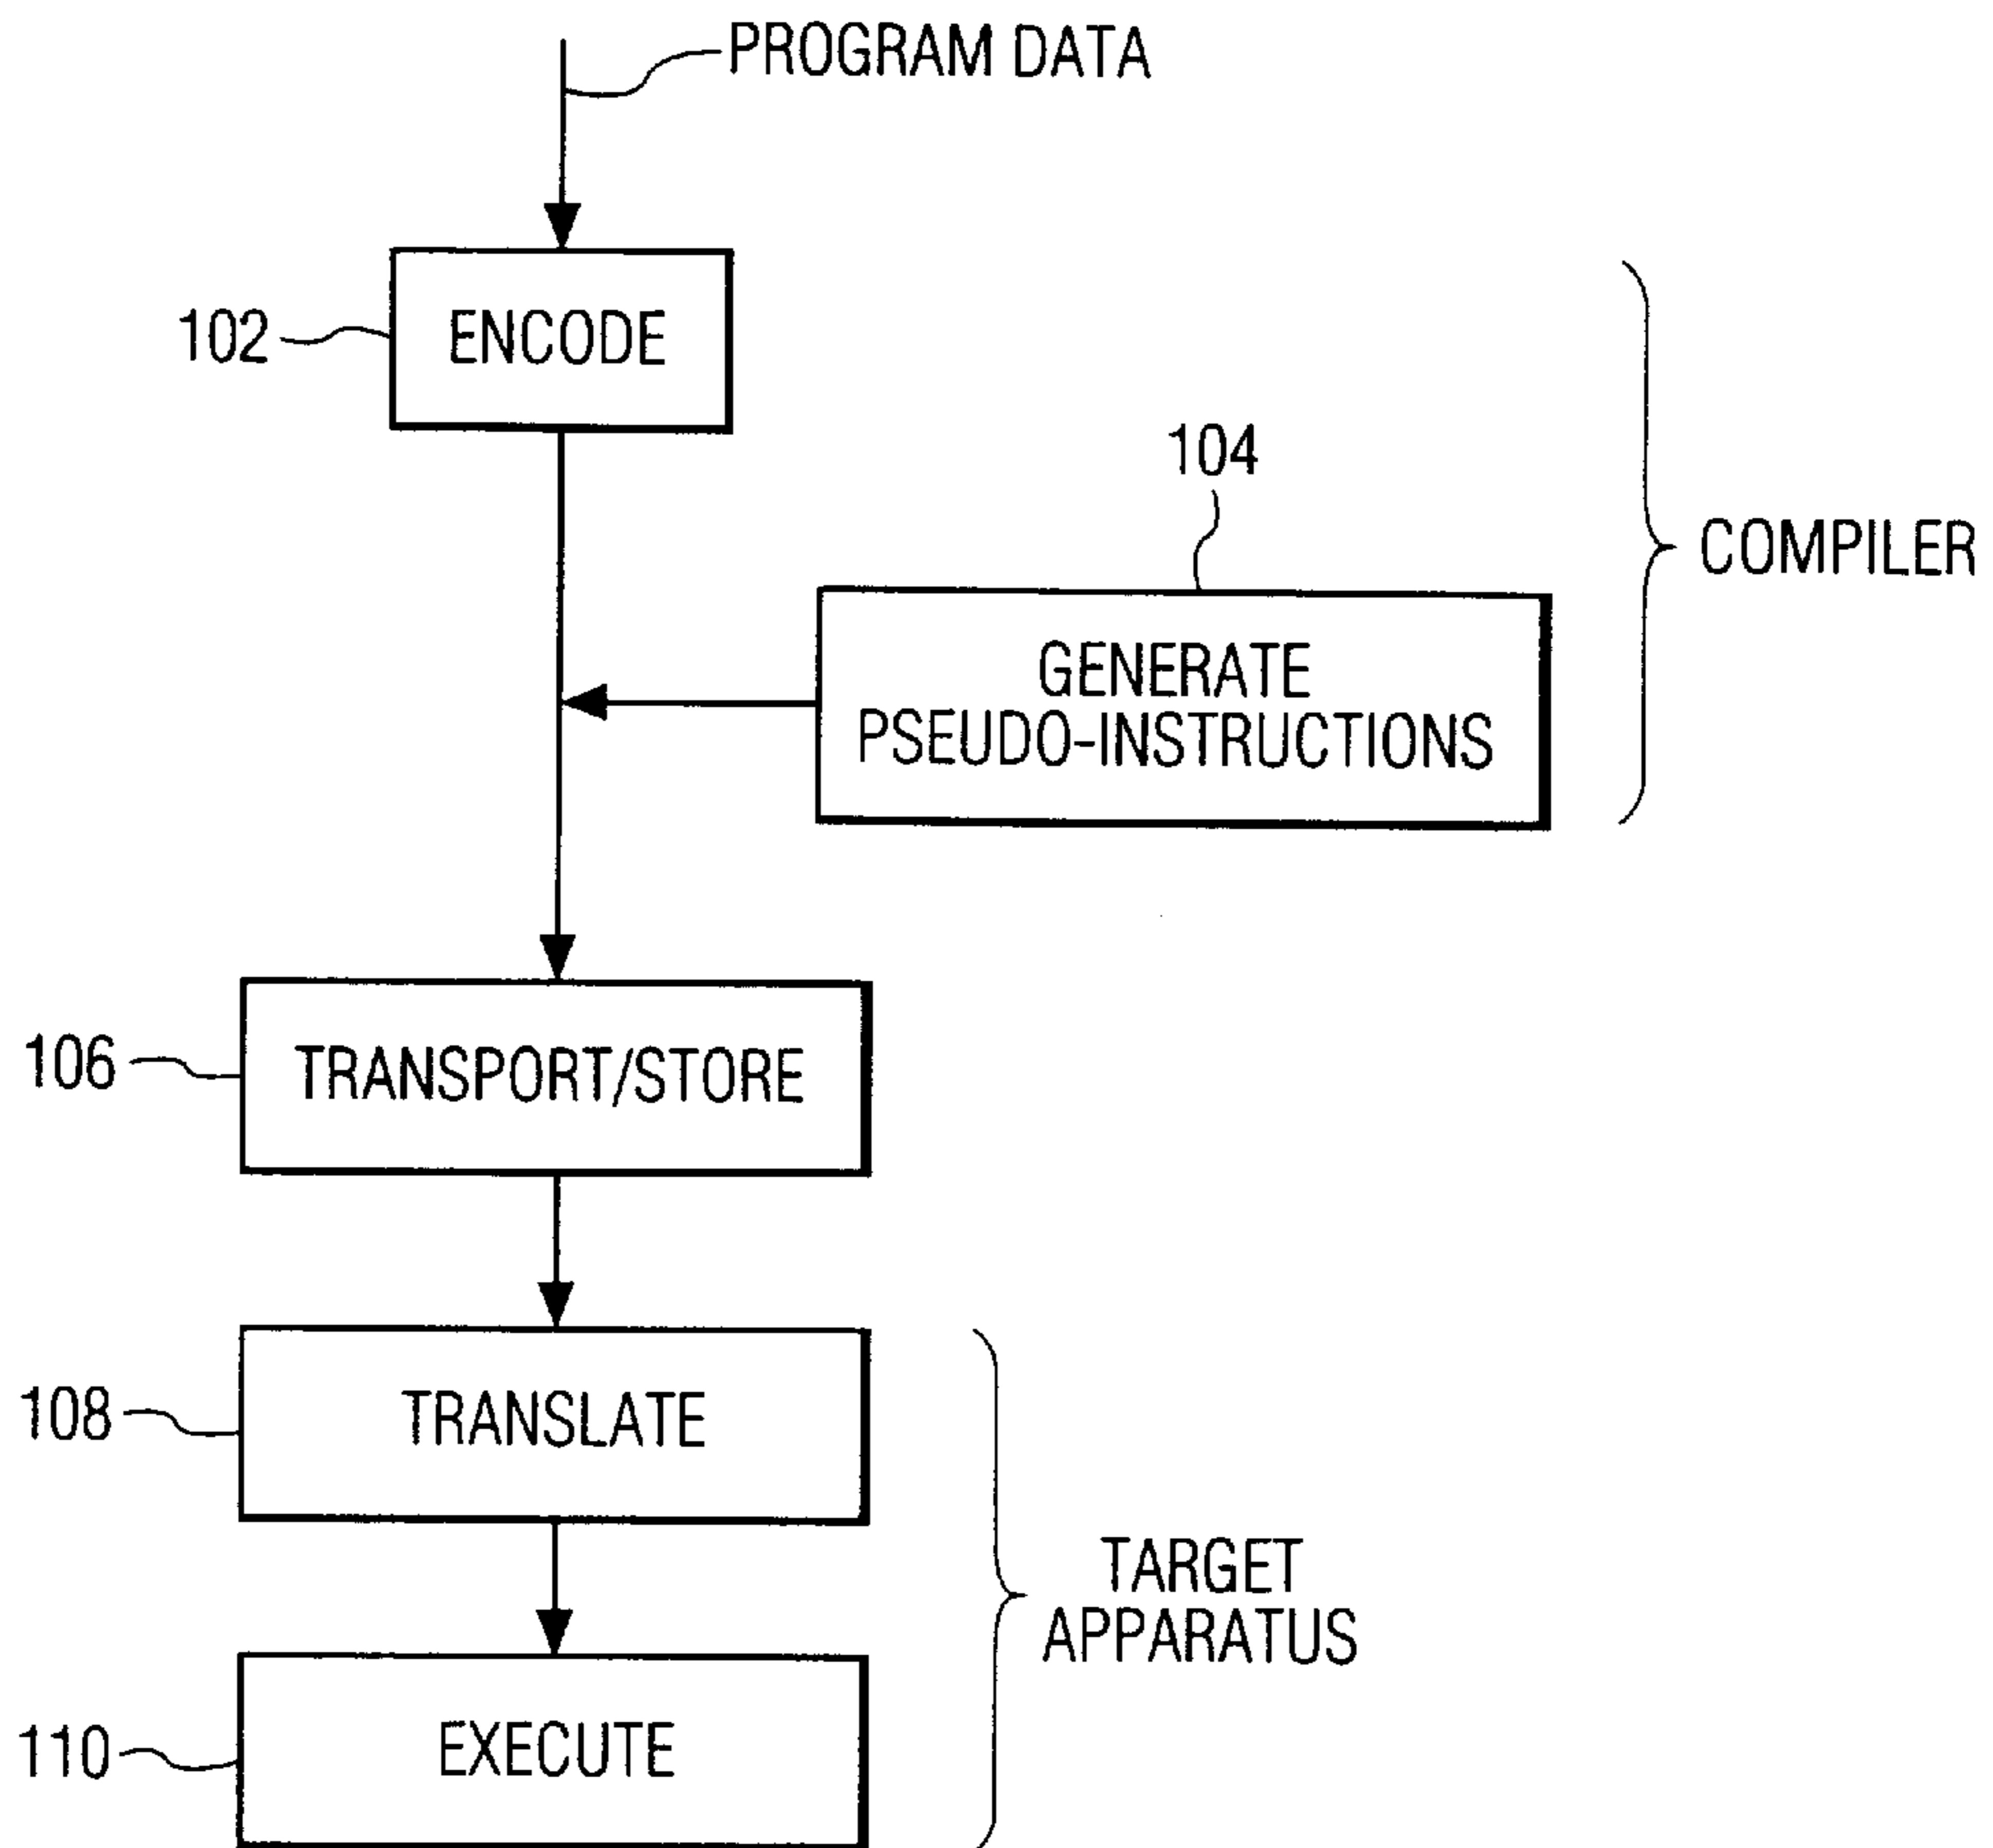 PROGRAM DATA
102
ENCODE
104
COMPILER
GENERATE
PSEUDO-INSTRUCTIONS
106
TRANSPORT/STORE
108
TRANSLATE
TARGET
APPARATUS
110
EXECUTE